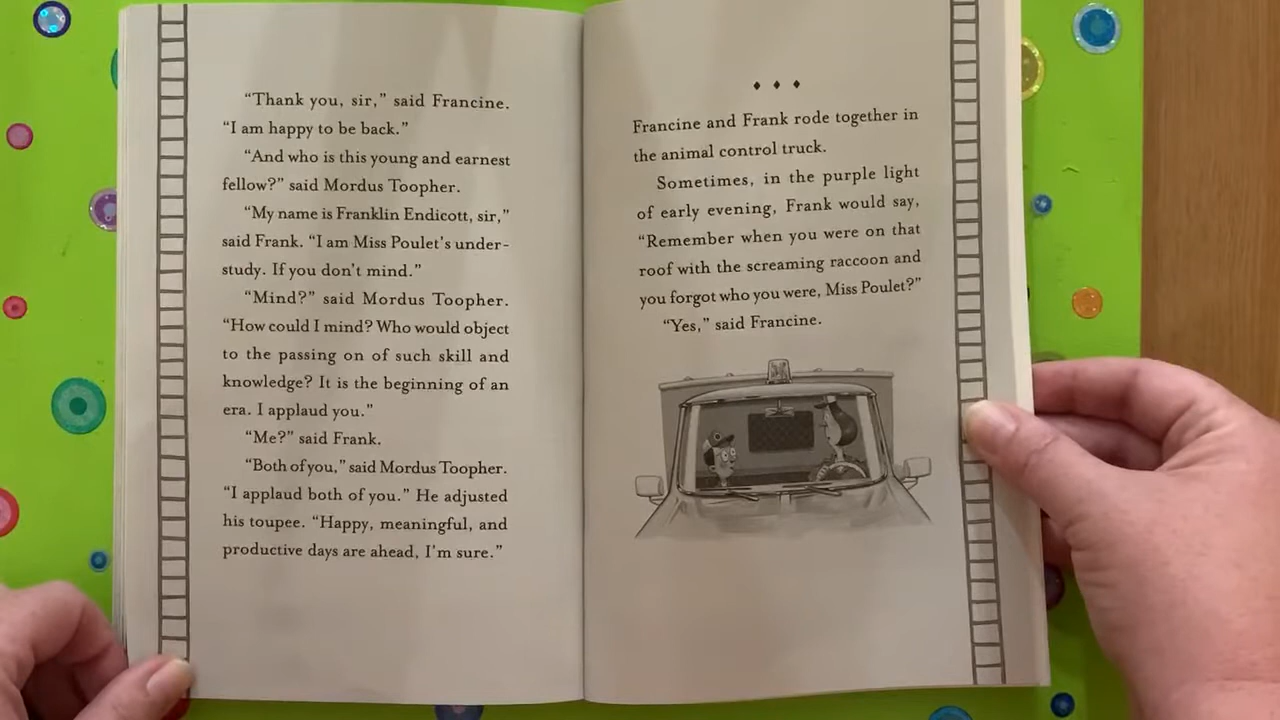 “Thank you, sir,” said Francine.
“I am happy to be back.”
“And who is this young and earnest
fellow?” said Mordus Toopher.
“My name is Franklin Endicott, sir,”
said Frank. “I am Miss Poulet’s under-
study. If you don’t mind.”
“Mind?” said Mordus Toopher.
“How could I mind? Who would object
to the passing on of such skill and
knowledge? It is the beginning of an
era. I applaud you.”
“Me?” said Frank.
“Both of you,” said Mordus Toopher.
“I applaud both of you.” He adjusted
his toupee. “Happy, meaningful, and
productive days are ahead, I’m sure.”
Francine and Frank rode together in
the animal control truck.
Sometimes, in the purple light
of early evening, Frank would say,
“Remember when you were on that
roof with the screaming raccoon and
you forgot who you were, Miss Poulet?”
“Yes,” said Francine.